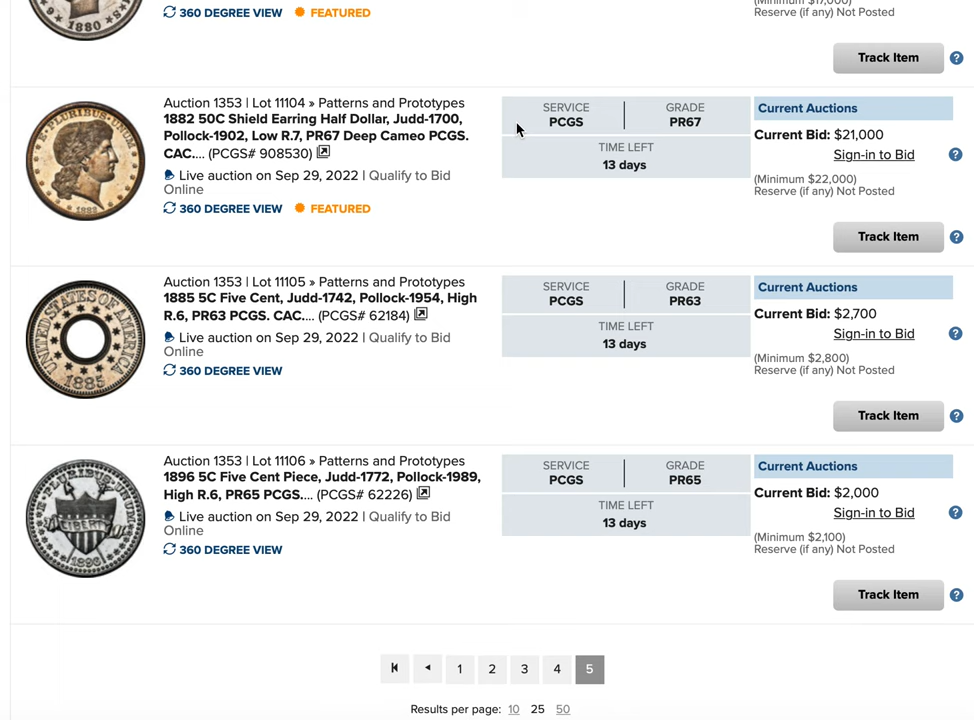 1880
360 DEGREE VIEW FEATURED
(Minimum $17,000)
Reserve (if any) Not Posted
Track Item ?
E PLURIBUS UNUM
1882
Auction 1353 | Lot 11104 » Patterns and Prototypes
1882 50C Shield Earring Half Dollar, Judd-1700,
Pollock-1902, Low R.7, PR67 Deep Cameo PCGS.
CAC.... (PCGS# 908530)
Live auction on Sep 29, 2022 | Qualify to Bid
Online
360 DEGREE VIEW FEATURED
SERVICE GRADE
PCGS PR67
TIME LEFT
13 days
Current Auctions
Current Bid: $21,000
Sign-in to Bid ?
(Minimum $22,000)
Reserve (if any) Not Posted
Track Item ?
UNITED STATES OF AMERICA
1885
Auction 1353 | Lot 11105 » Patterns and Prototypes
1885 5C Five Cent, Judd-1742, Pollock-1954, High
R.6, PR63 PCGS. CAC.... (PCGS# 62184)
Live auction on Sep 29, 2022 | Qualify to Bid
Online
360 DEGREE VIEW
SERVICE GRADE
PCGS PR63
TIME LEFT
13 days
Current Auctions
Current Bid: $2,700
Sign-in to Bid ?
(Minimum $2,800)
Reserve (if any) Not Posted
Track Item ?
E PLURIBUS UNUM
LIBERTY
1896
Auction 1353 | Lot 11106 » Patterns and Prototypes
1896 5C Five Cent Piece, Judd-1772, Pollock-1989,
High R.6, PR65 PCGS.... (PCGS# 62226)
Live auction on Sep 29, 2022 | Qualify to Bid
Online
360 DEGREE VIEW
SERVICE GRADE
PCGS PR65
TIME LEFT
13 days
Current Auctions
Current Bid: $2,000
Sign-in to Bid ?
(Minimum $2,100)
Reserve (if any) Not Posted
Track Item ?
1 2 3 4 5
Results per page: 10 25 50